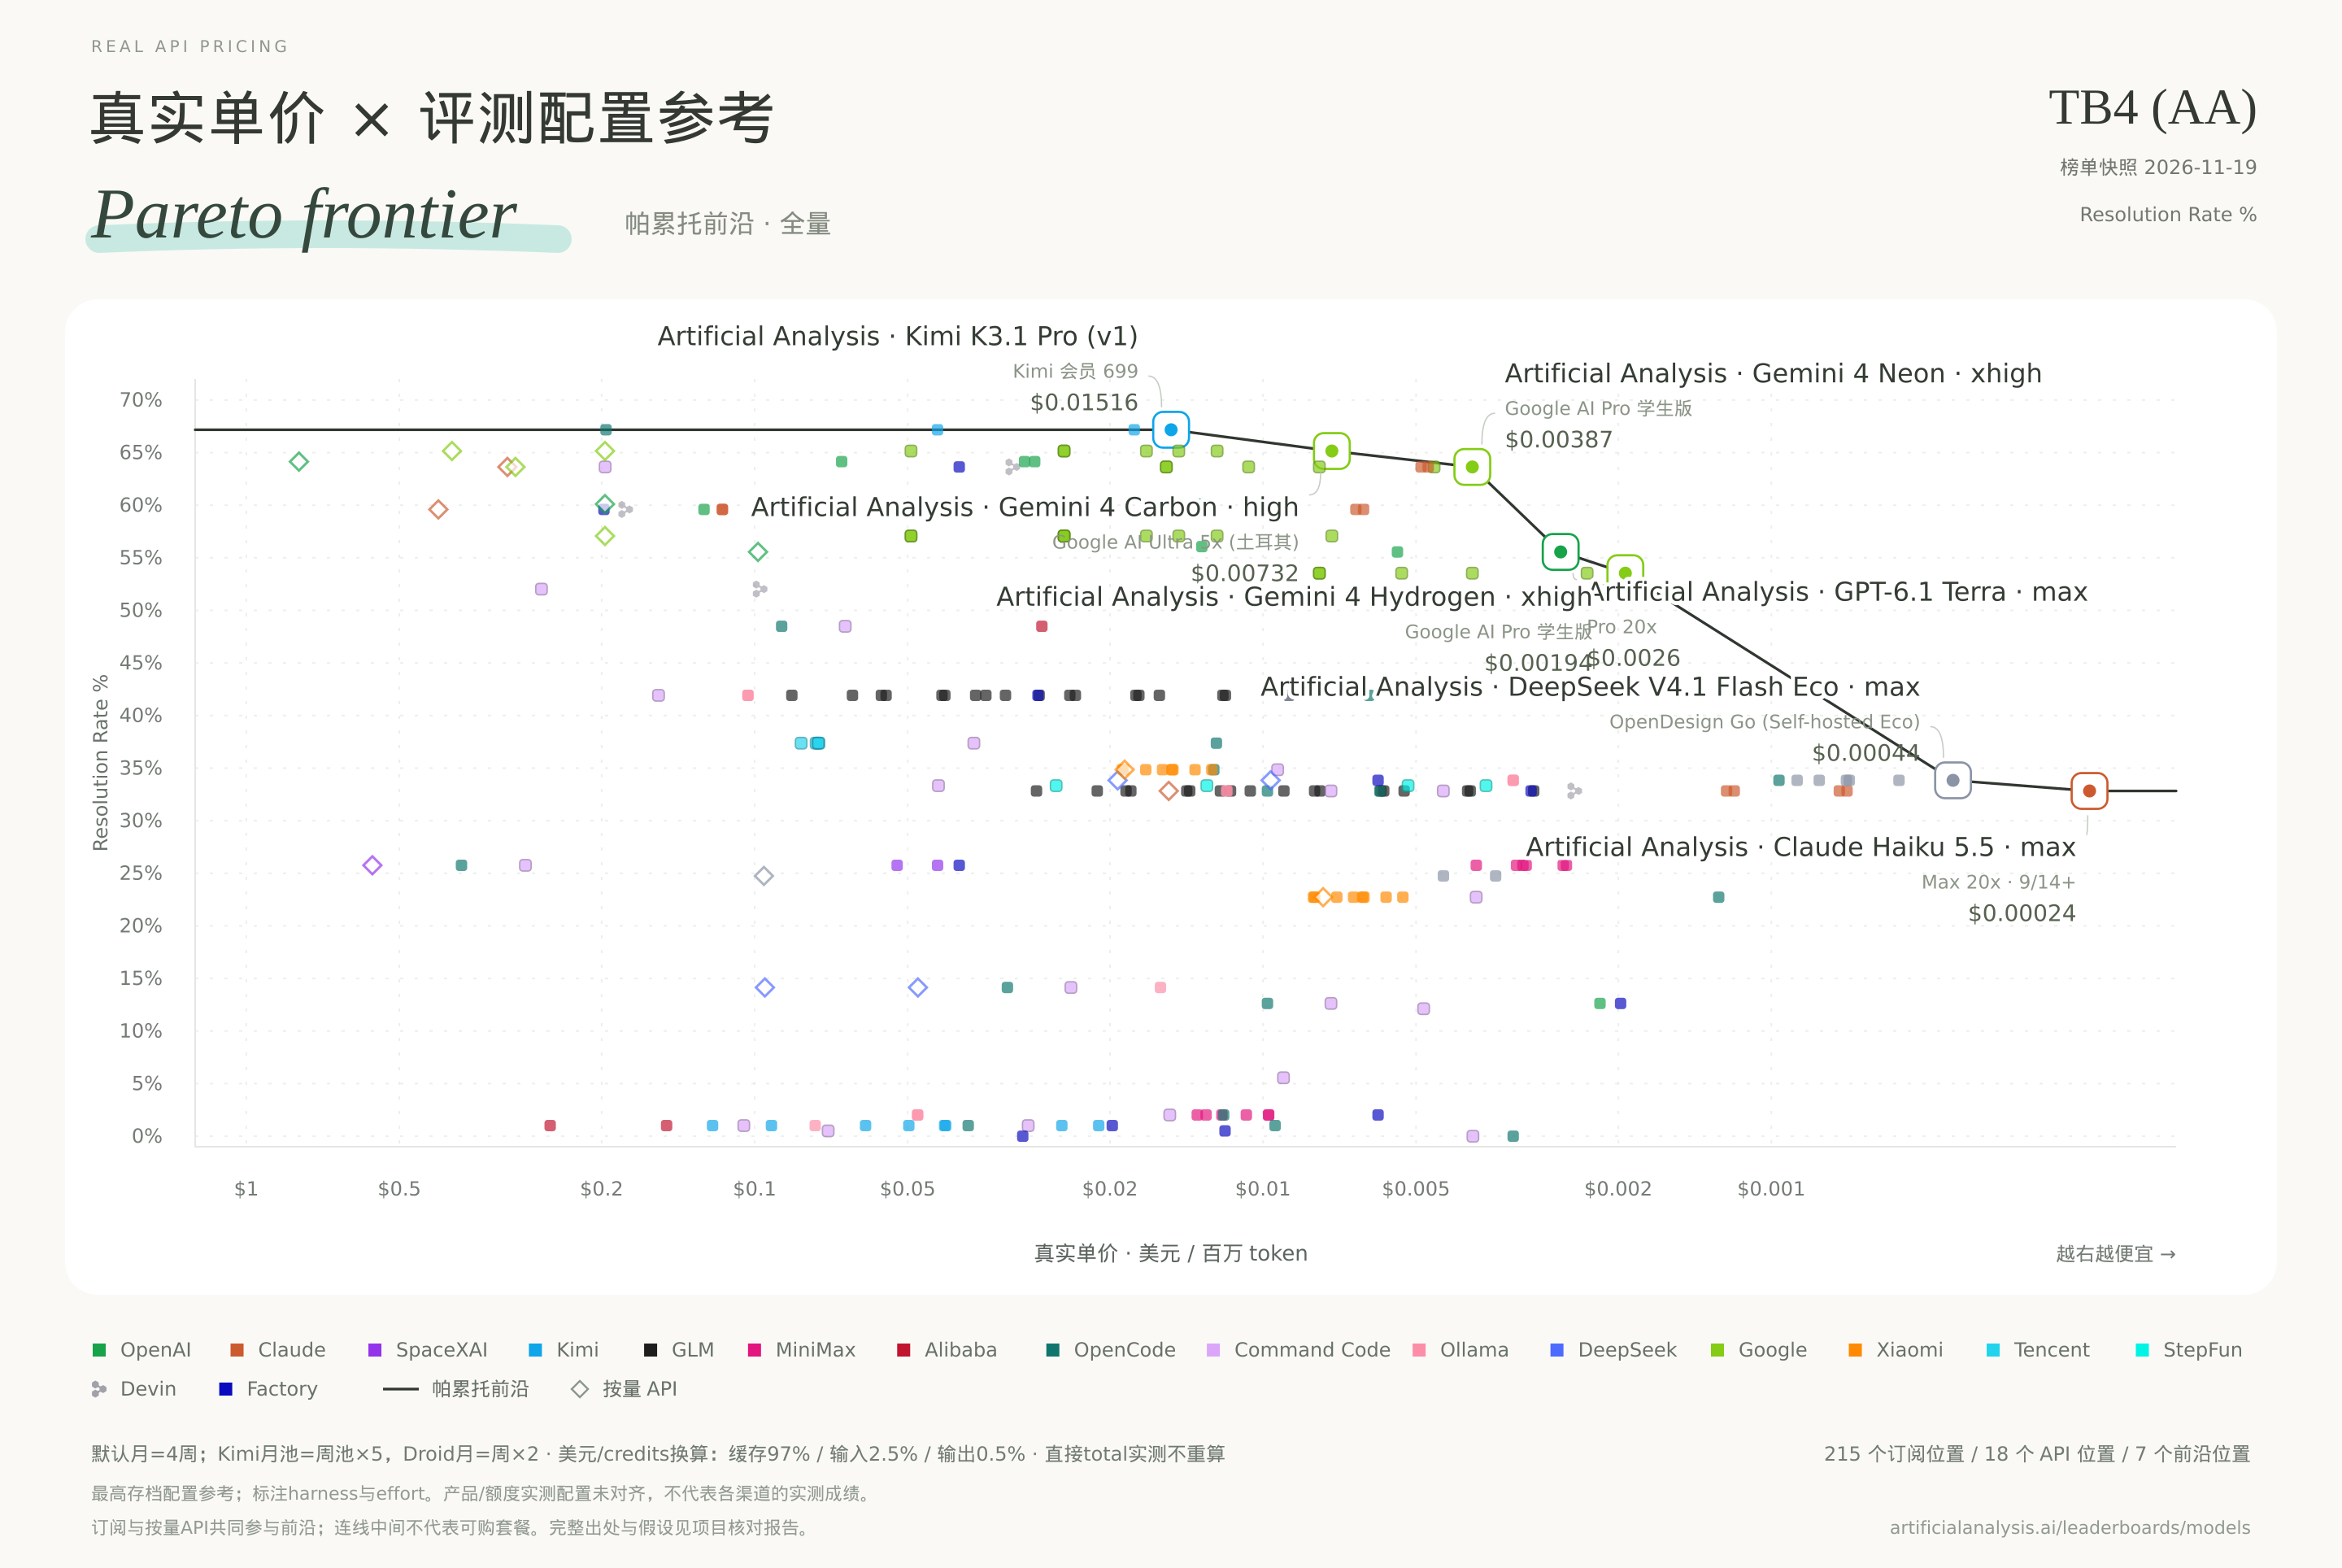 REAL API PRICING
真实单价 × 评测配置参考
Pareto frontier
帕累托前沿 · 全量
TB4 (AA)
榜单快照 2026-11-19
Resolution Rate %
Artificial Analysis · Kimi K3.1 Pro (v1)
Kimi 会员 699
$0.01516
Artificial Analysis · Gemini 4 Neon · xhigh
Google AI Pro 学生版
$0.00387
Artificial Analysis · Gemini 4 Carbon · high
Google AI Ultra 5x (土耳其)
$0.00732
Artificial Analysis · Gemini 4 Hydrogen · xhigh
Google AI Pro 学生版
$0.00194
Artificial Analysis · GPT-6.1 Terra · max
Pro 20x
$0.0026
Artificial Analysis · DeepSeek V4.1 Flash Eco · max
OpenDesign Go (Self-hosted Eco)
$0.00044
Artificial Analysis · Claude Haiku 5.5 · max
Max 20x · 9/14+
$0.00024
Resolution Rate %
70%
65%
60%
55%
50%
45%
40%
35%
30%
25%
20%
15%
10%
5%
0%
$1
$0.5
$0.2
$0.1
$0.05
$0.02
$0.01
$0.005
$0.002
$0.001
真实单价 · 美元 / 百万 token
越右越便宜 →
OpenAI
Claude
SpaceXAI
Kimi
GLM
MiniMax
Alibaba
OpenCode
Command Code
Ollama
DeepSeek
Google
Xiaomi
Tencent
StepFun
Devin
Factory
帕累托前沿
按量 API
默认月=4周；Kimi月池=周池×5，Droid月=周×2 · 美元/credits换算：缓存97% / 输入2.5% / 输出0.5% · 直接total实测不重算
215 个订阅位置 / 18 个 API 位置 / 7 个前沿位置
最高存档配置参考；标注harness与effort。产品/额度实测配置未对齐，不代表各渠道的实测成绩。
订阅与按量API共同参与前沿；连线中间不代表可购套餐。完整出处与假设见项目核对报告。
artificialanalysis.ai/leaderboards/models